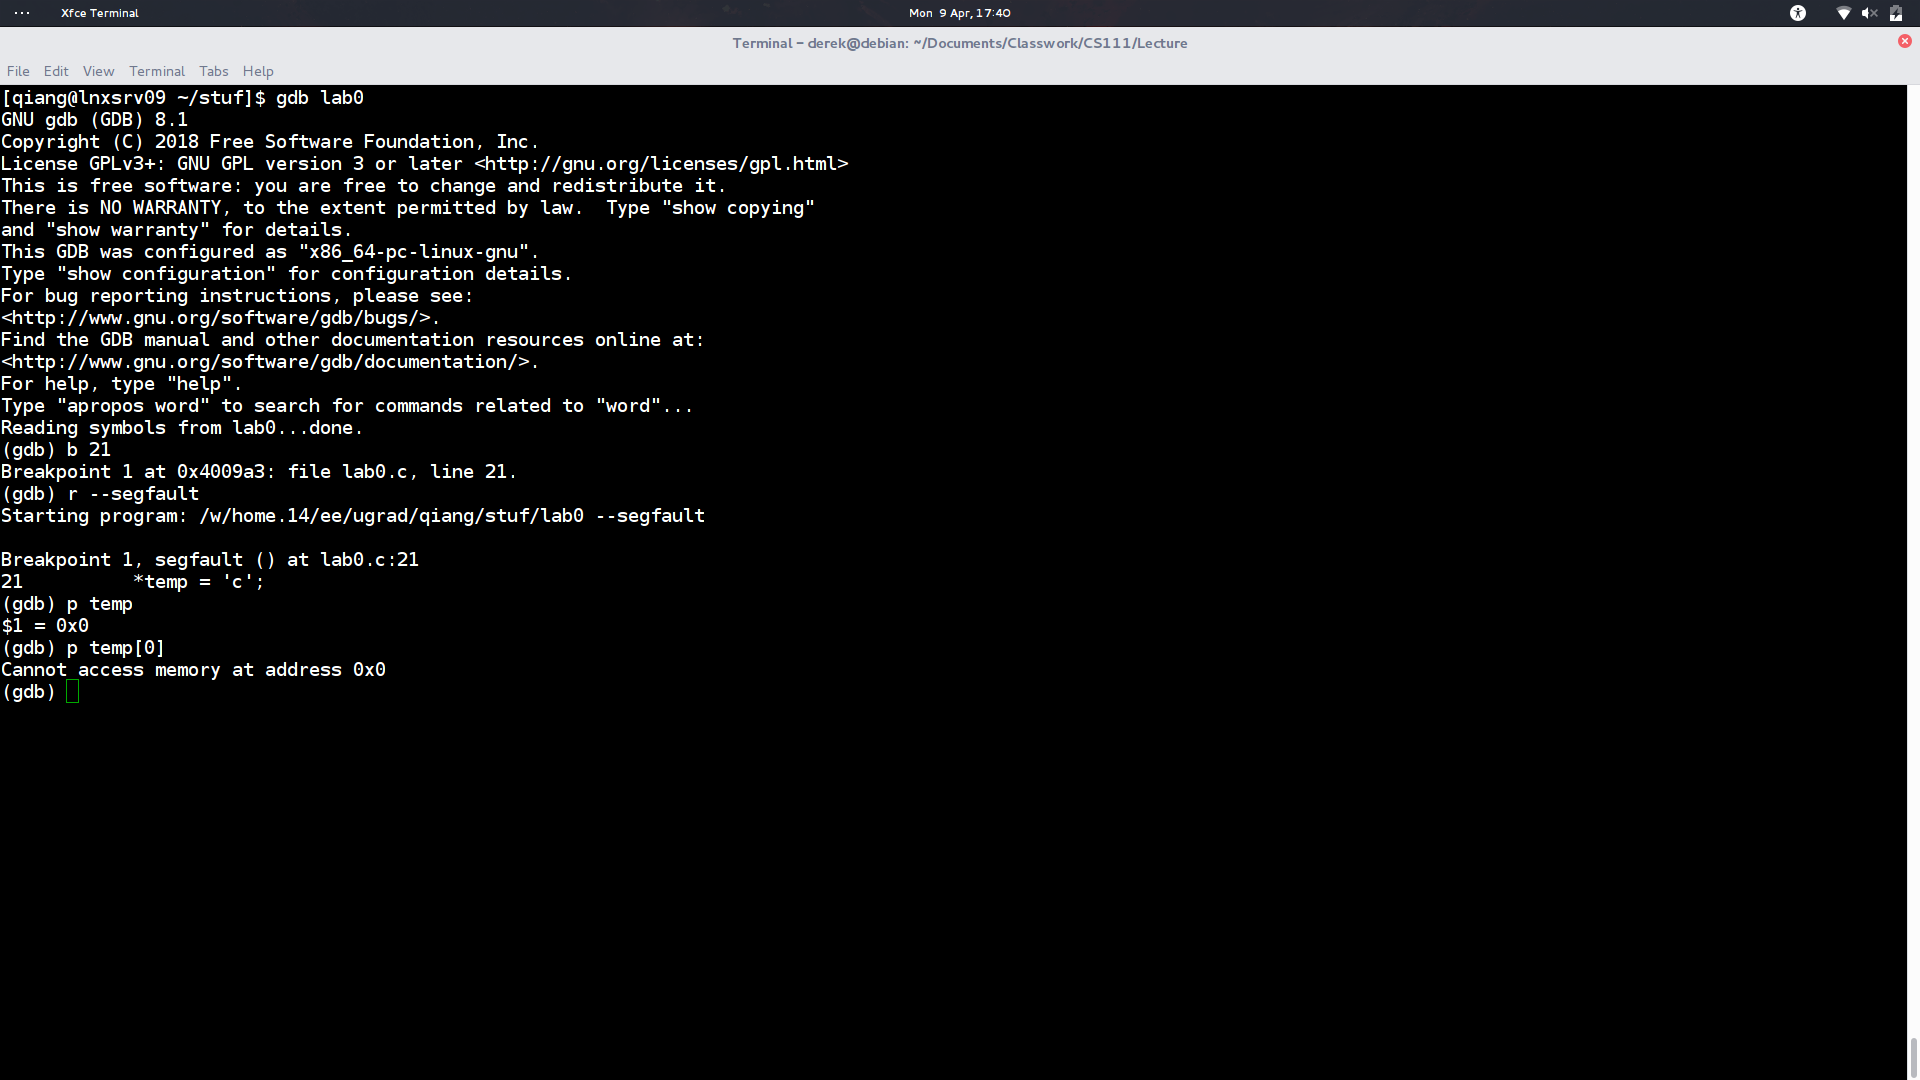 ... Xfce Terminal Mon 9 Apr, 17:40
Terminal - derek@debian: ~/Documents/Classwork/CS111/Lecture
File Edit View Terminal Tabs Help
[qiang@lnxsrv09 ~/stuf]$ gdb lab0
GNU gdb (GDB) 8.1
Copyright (C) 2018 Free Software Foundation, Inc.
License GPLv3+: GNU GPL version 3 or later <http://gnu.org/licenses/gpl.html>
This is free software: you are free to change and redistribute it.
There is NO WARRANTY, to the extent permitted by law.  Type "show copying"
and "show warranty" for details.
This GDB was configured as "x86_64-pc-linux-gnu".
Type "show configuration" for configuration details.
For bug reporting instructions, please see:
<http://www.gnu.org/software/gdb/bugs/>.
Find the GDB manual and other documentation resources online at:
<http://www.gnu.org/software/gdb/documentation/>.
For help, type "help".
Type "apropos word" to search for commands related to "word"...
Reading symbols from lab0...done.
(gdb) b 21
Breakpoint 1 at 0x4009a3: file lab0.c, line 21.
(gdb) r --segfault
Starting program: /w/home.14/ee/ugrad/qiang/stuf/lab0 --segfault

Breakpoint 1, segfault () at lab0.c:21
21          *temp = 'c';
(gdb) p temp
$1 = 0x0
(gdb) p temp[0]
Cannot access memory at address 0x0
(gdb)